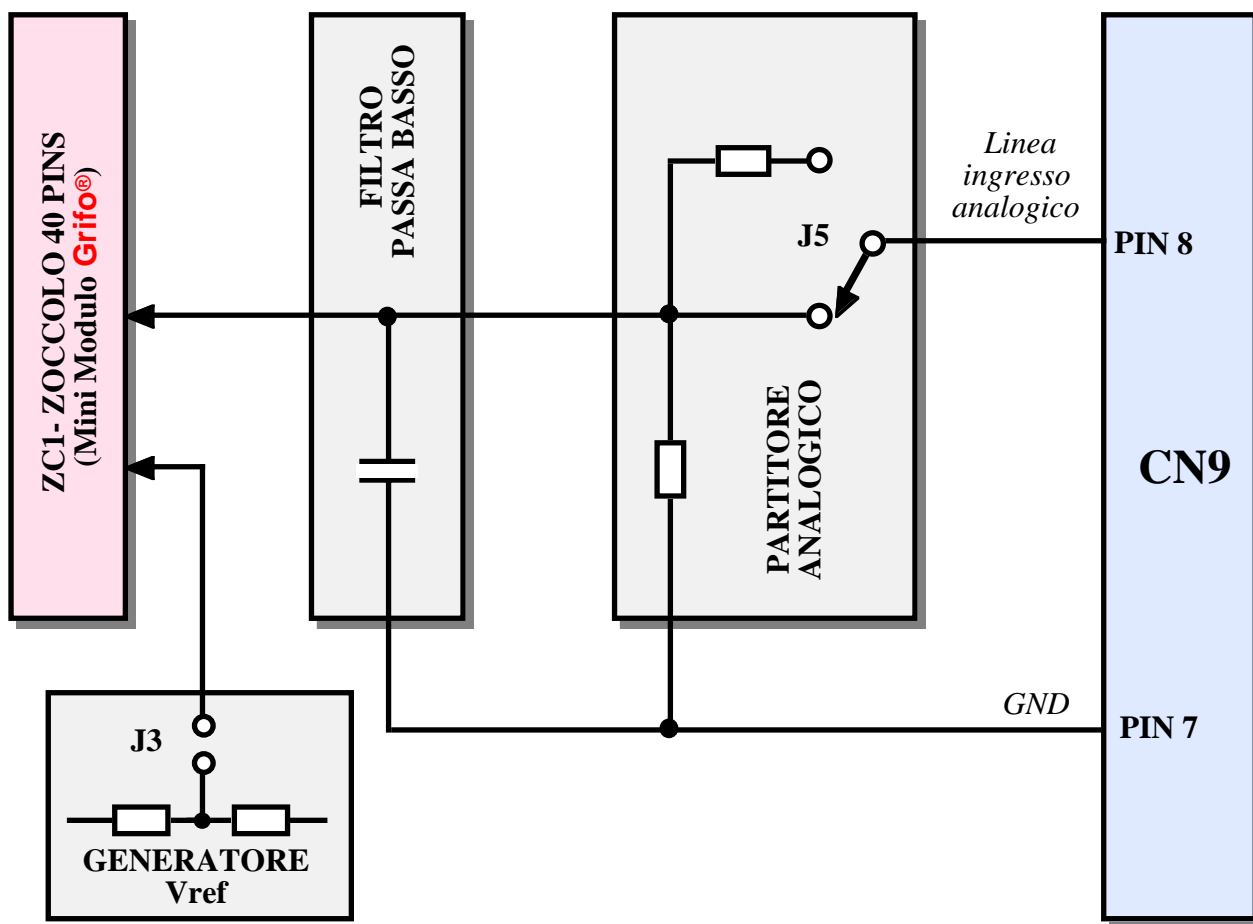 ZC1- ZOCCOLO 40 PINS
(Mini Modulo Grifo®)
FILTRO
PASSA BASSO
J5
PARTITORE
ANALOGICO
Linea
ingresso
analogico
PIN 8
CN9
GND
PIN 7
J3
GENERATORE
Vref